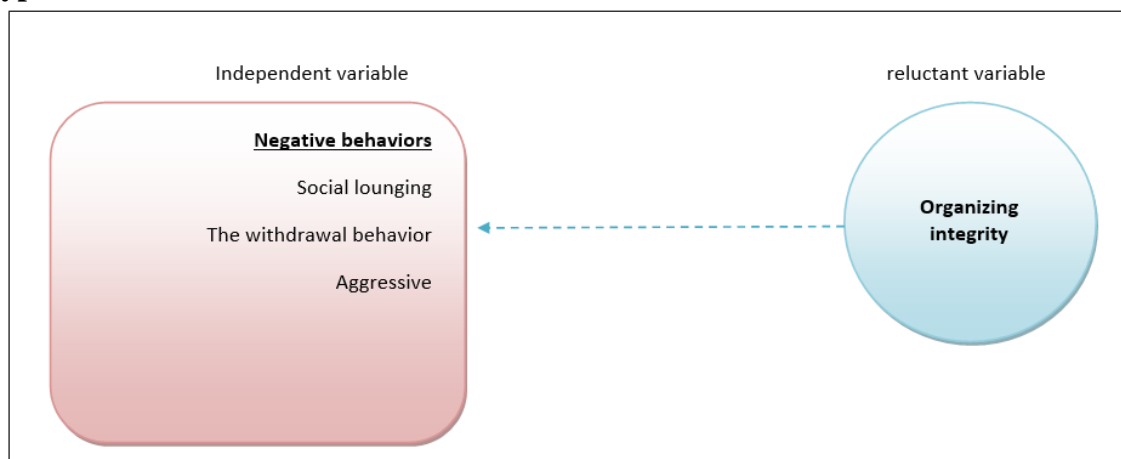 Independent variable
reluctant variable
Negative behaviors
Social lounging
The withdrawal behavior
Aggressive
Organizing
integrity